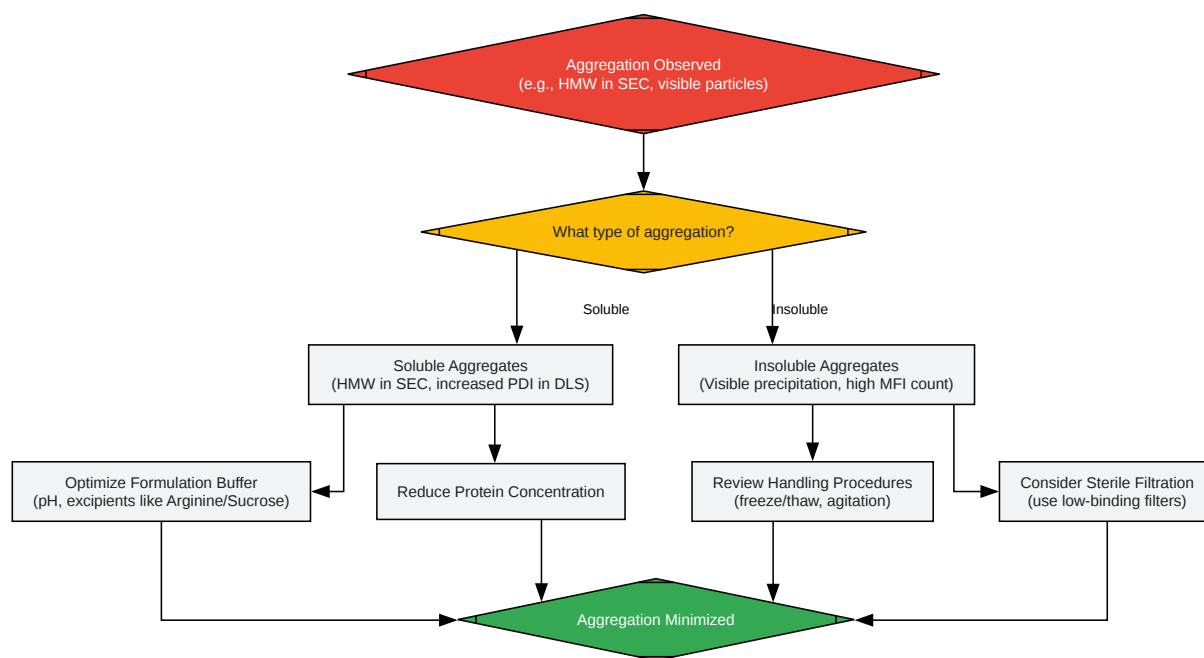 Aggregation Observed
(e.g., HMW in SEC, visible particles)
What type of aggregation?
Soluble
Insoluble
Soluble Aggregates
(HMW in SEC, increased PDI in DLS)
Insoluble Aggregates
(Visible precipitation, high MFI count)
Optimize Formulation Buffer
(pH, excipients like Arginine/Sucrose)
Reduce Protein Concentration
Review Handling Procedures
(freeze/thaw, agitation)
Consider Sterile Filtration
(use low-binding filters)
Aggregation Minimized